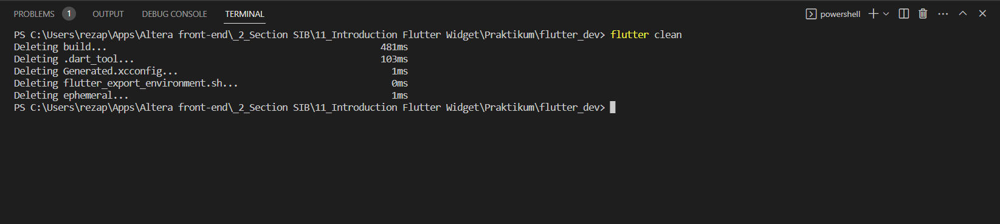 PROBLEMS 1 OUTPUT DEBUG CONSOLE TERMINAL powershell
PS C:\Users\rezap\Apps\Altera front-end\_2_Section SIB\11_Introduction Flutter Widget\Praktikum\flutter_dev> flutter clean
Deleting build... 481ms
Deleting .dart_tool... 103ms
Deleting Generated.xcconfig... 1ms
Deleting flutter_export_environment.sh... 0ms
Deleting ephemeral... 1ms
PS C:\Users\rezap\Apps\Altera front-end\_2_Section SIB\11_Introduction Flutter Widget\Praktikum\flutter_dev>